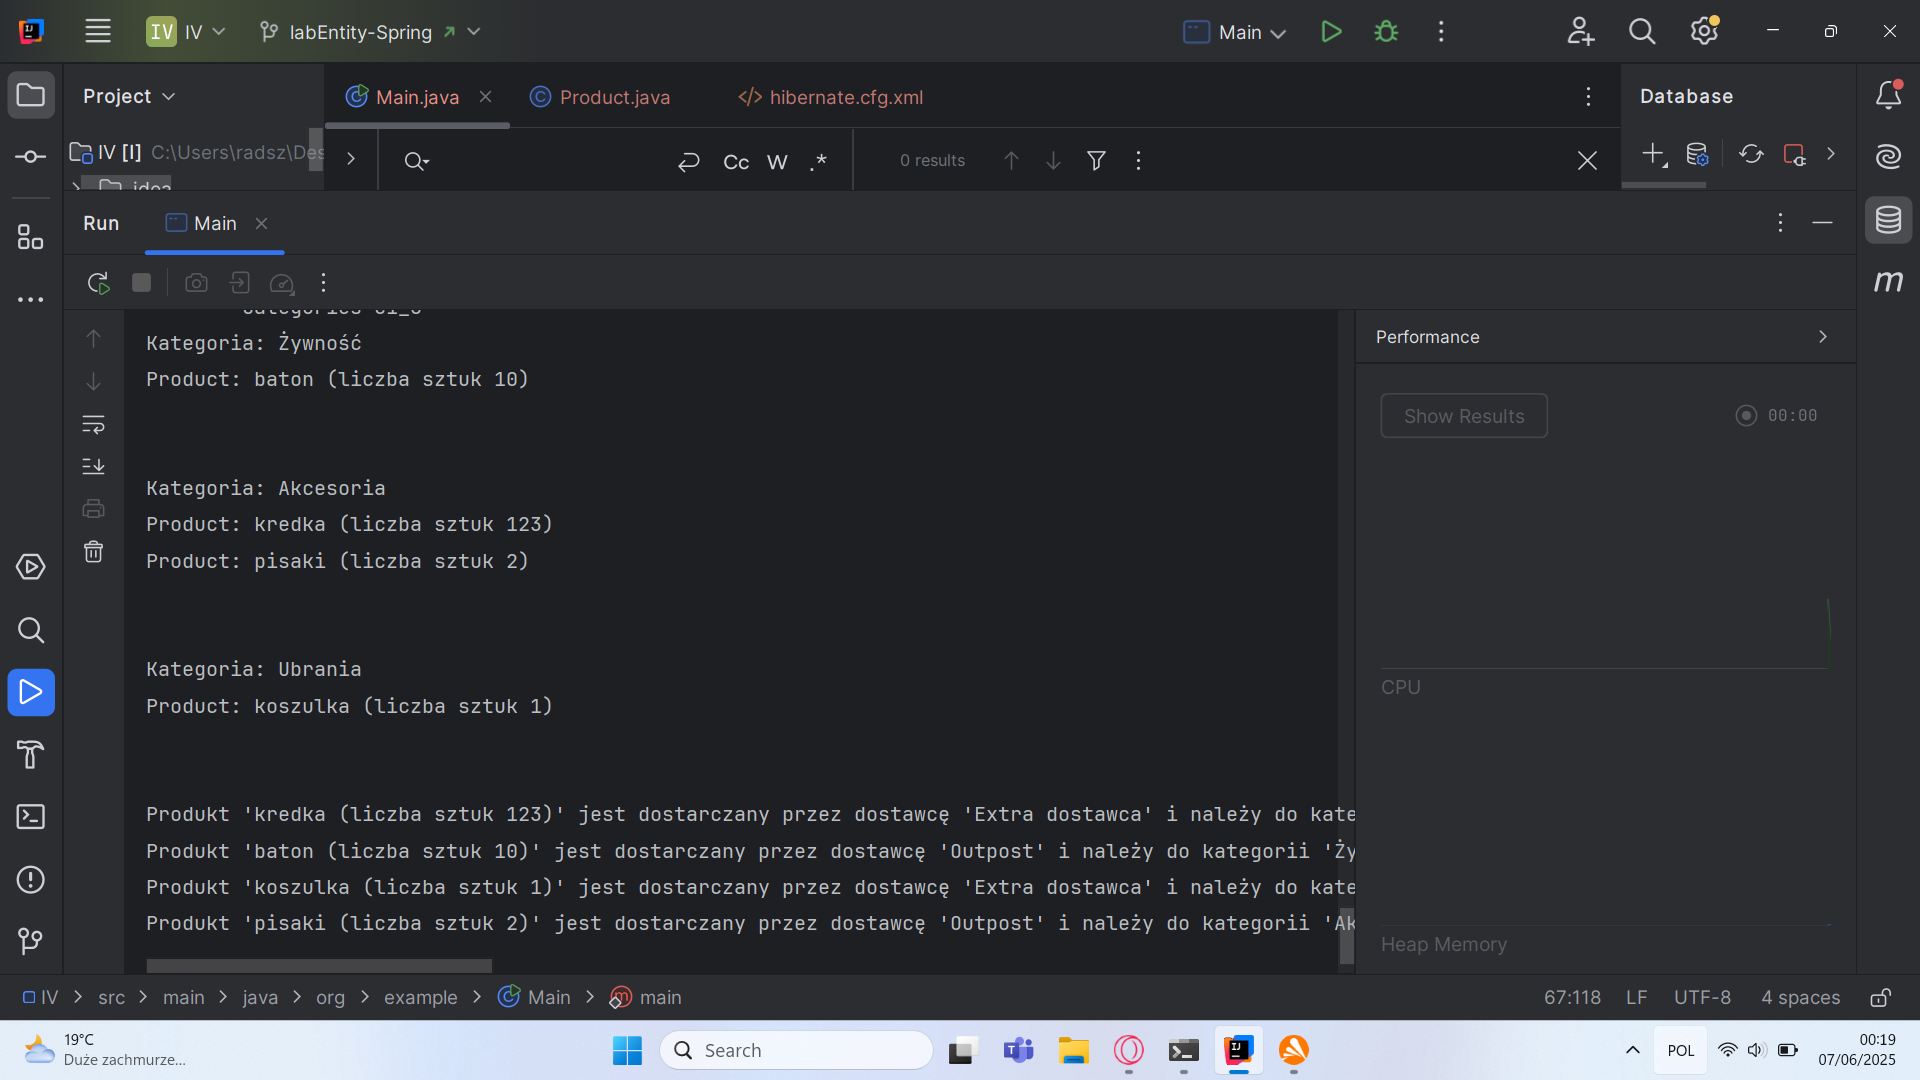 IV IV labEntity-Spring Main
Project Main.java Product.java </> hibernate.cfg.xml Database
IV [I] C:\Users\radsz\Des Cc W .* 0 results
Run Main
m
Kategoria: Żywność
Product: baton (liczba sztuk 10)
Kategoria: Akcesoria
Product: kredka (liczba sztuk 123)
Product: pisaki (liczba sztuk 2)
Kategoria: Ubrania
Product: koszulka (liczba sztuk 1)
Produkt 'kredka (liczba sztuk 123)' jest dostarczany przez dostawcę 'Extra dostawca' i należy do kate
Produkt 'baton (liczba sztuk 10)' jest dostarczany przez dostawcę 'Outpost' i należy do kategorii 'Ży
Produkt 'koszulka (liczba sztuk 1)' jest dostarczany przez dostawcę 'Extra dostawca' i należy do kate
Produkt 'pisaki (liczba sztuk 2)' jest dostarczany przez dostawcę 'Outpost' i należy do kategorii 'Ak
Performance
Show Results 00:00
CPU
Heap Memory
IV > src > main > java > org > example > Main > main 67:118 LF UTF-8 4 spaces
19°C
Duże zachmurze...
Search
POL
00:19
07/06/2025